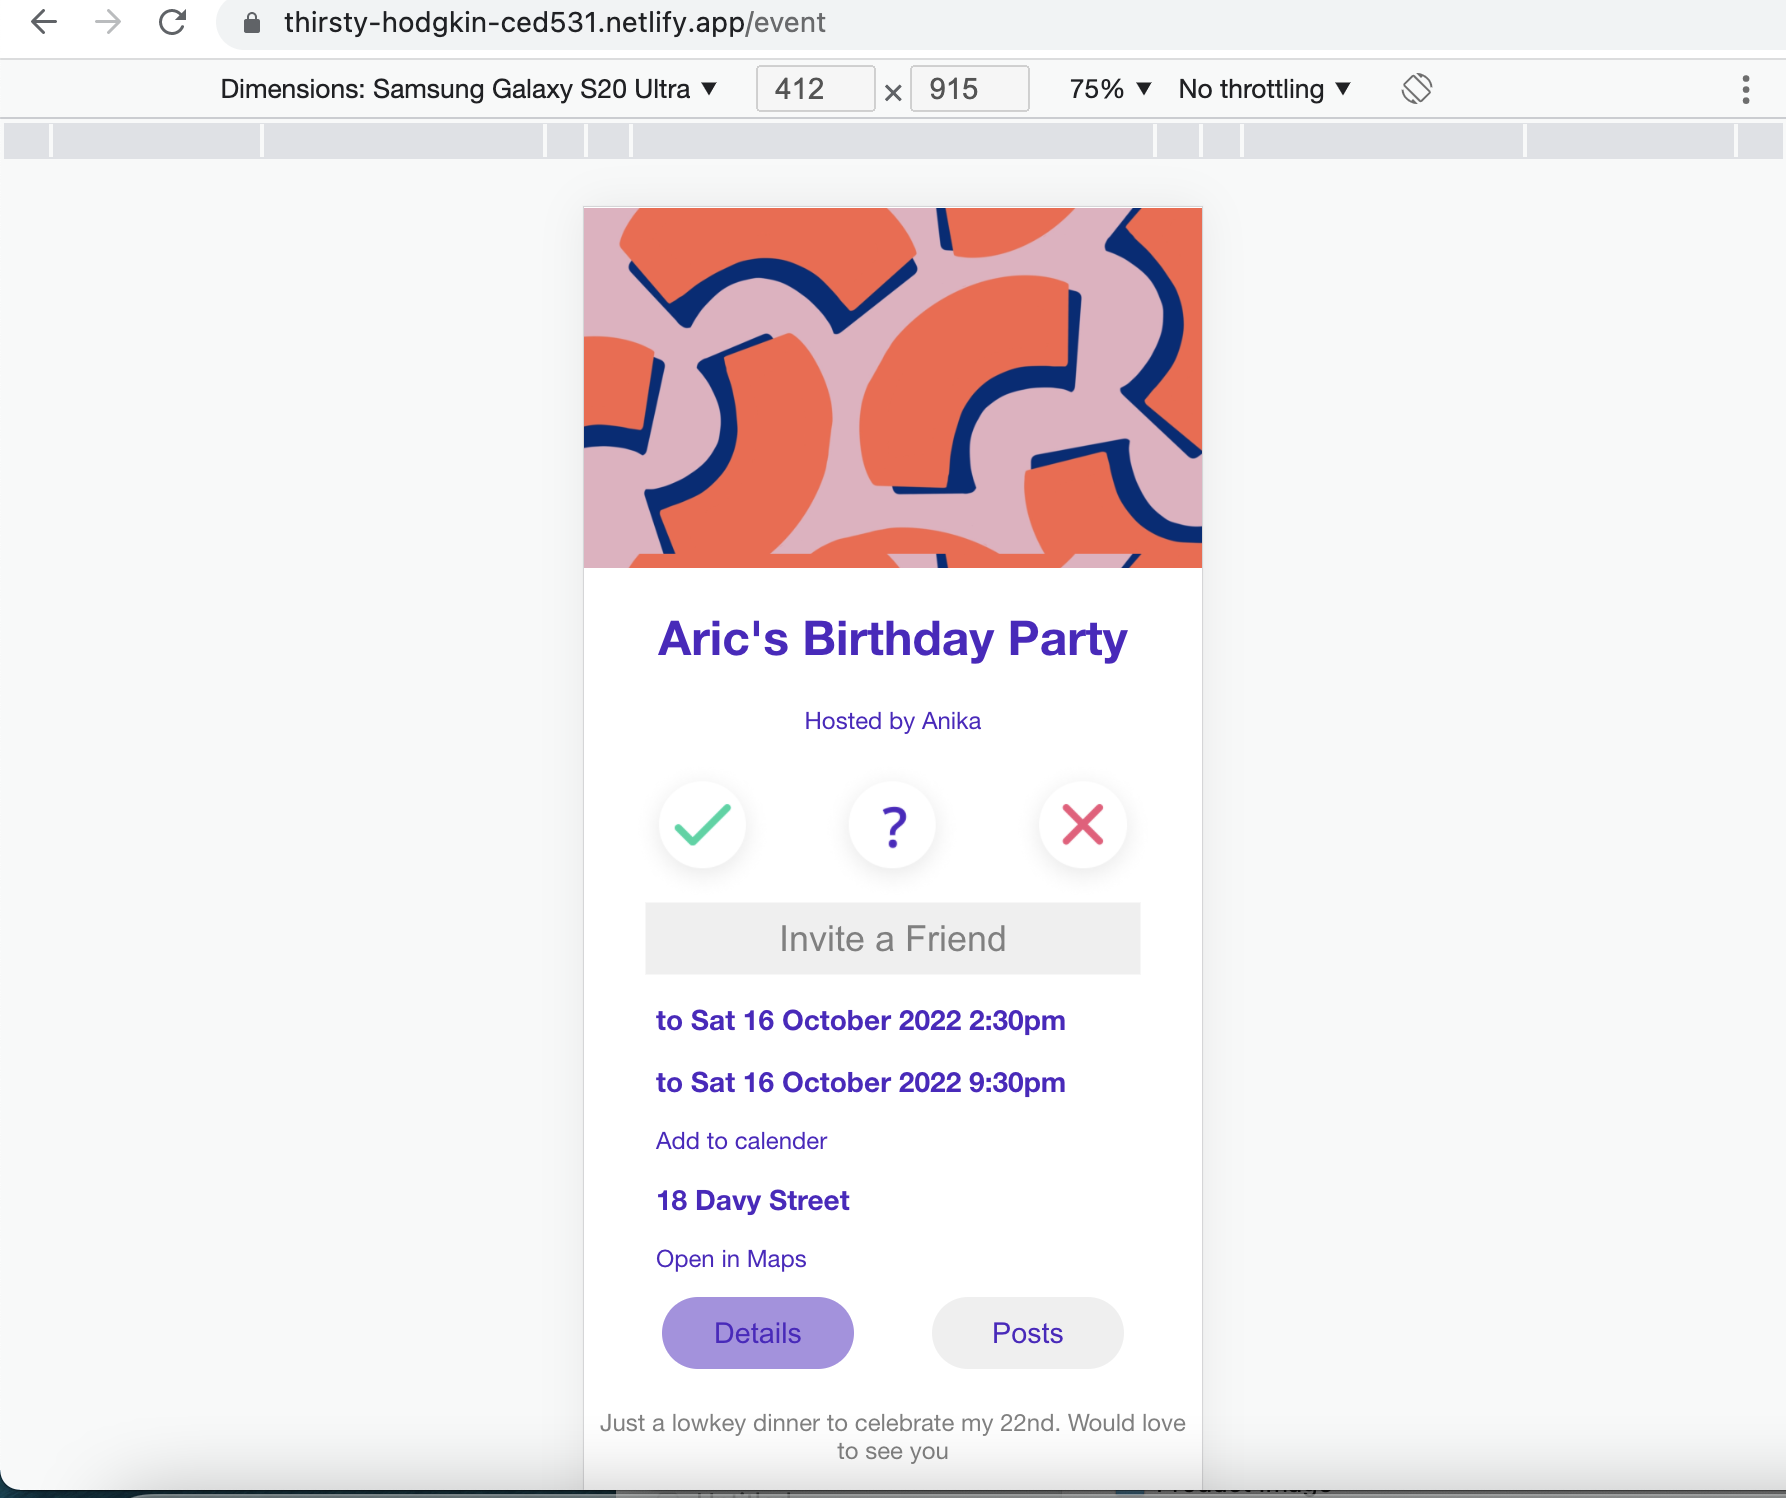 thirsty-hodgkin-ced531.netlify.app/event
Dimensions: Samsung Galaxy S20 Ultra ▼ 412 × 915 75% ▼ No throttling ▼
Aric's Birthday Party
Hosted by Anika
?
Invite a Friend
to Sat 16 October 2022 2:30pm
to Sat 16 October 2022 9:30pm
Add to calender
18 Davy Street
Open in Maps
Details Posts
Just a lowkey dinner to celebrate my 22nd. Would love
to see you